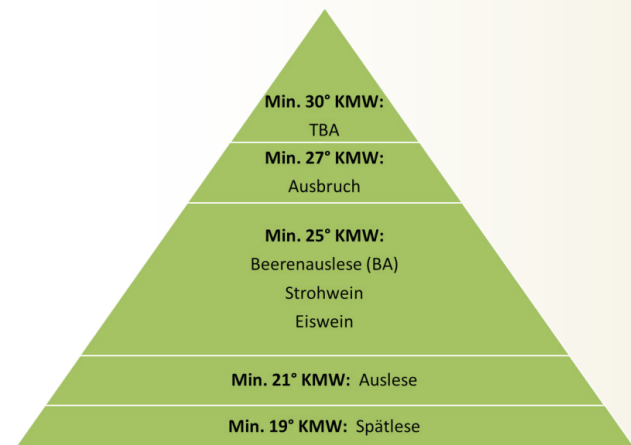 Min. 30° KMW:
TBA
Min. 27° KMW:
Ausbruch
Min. 25° KMW:
Beerenauslese (BA)
Strohwein
Eiswein
Min. 21° KMW: Auslese
Min. 19° KMW: Spätlese